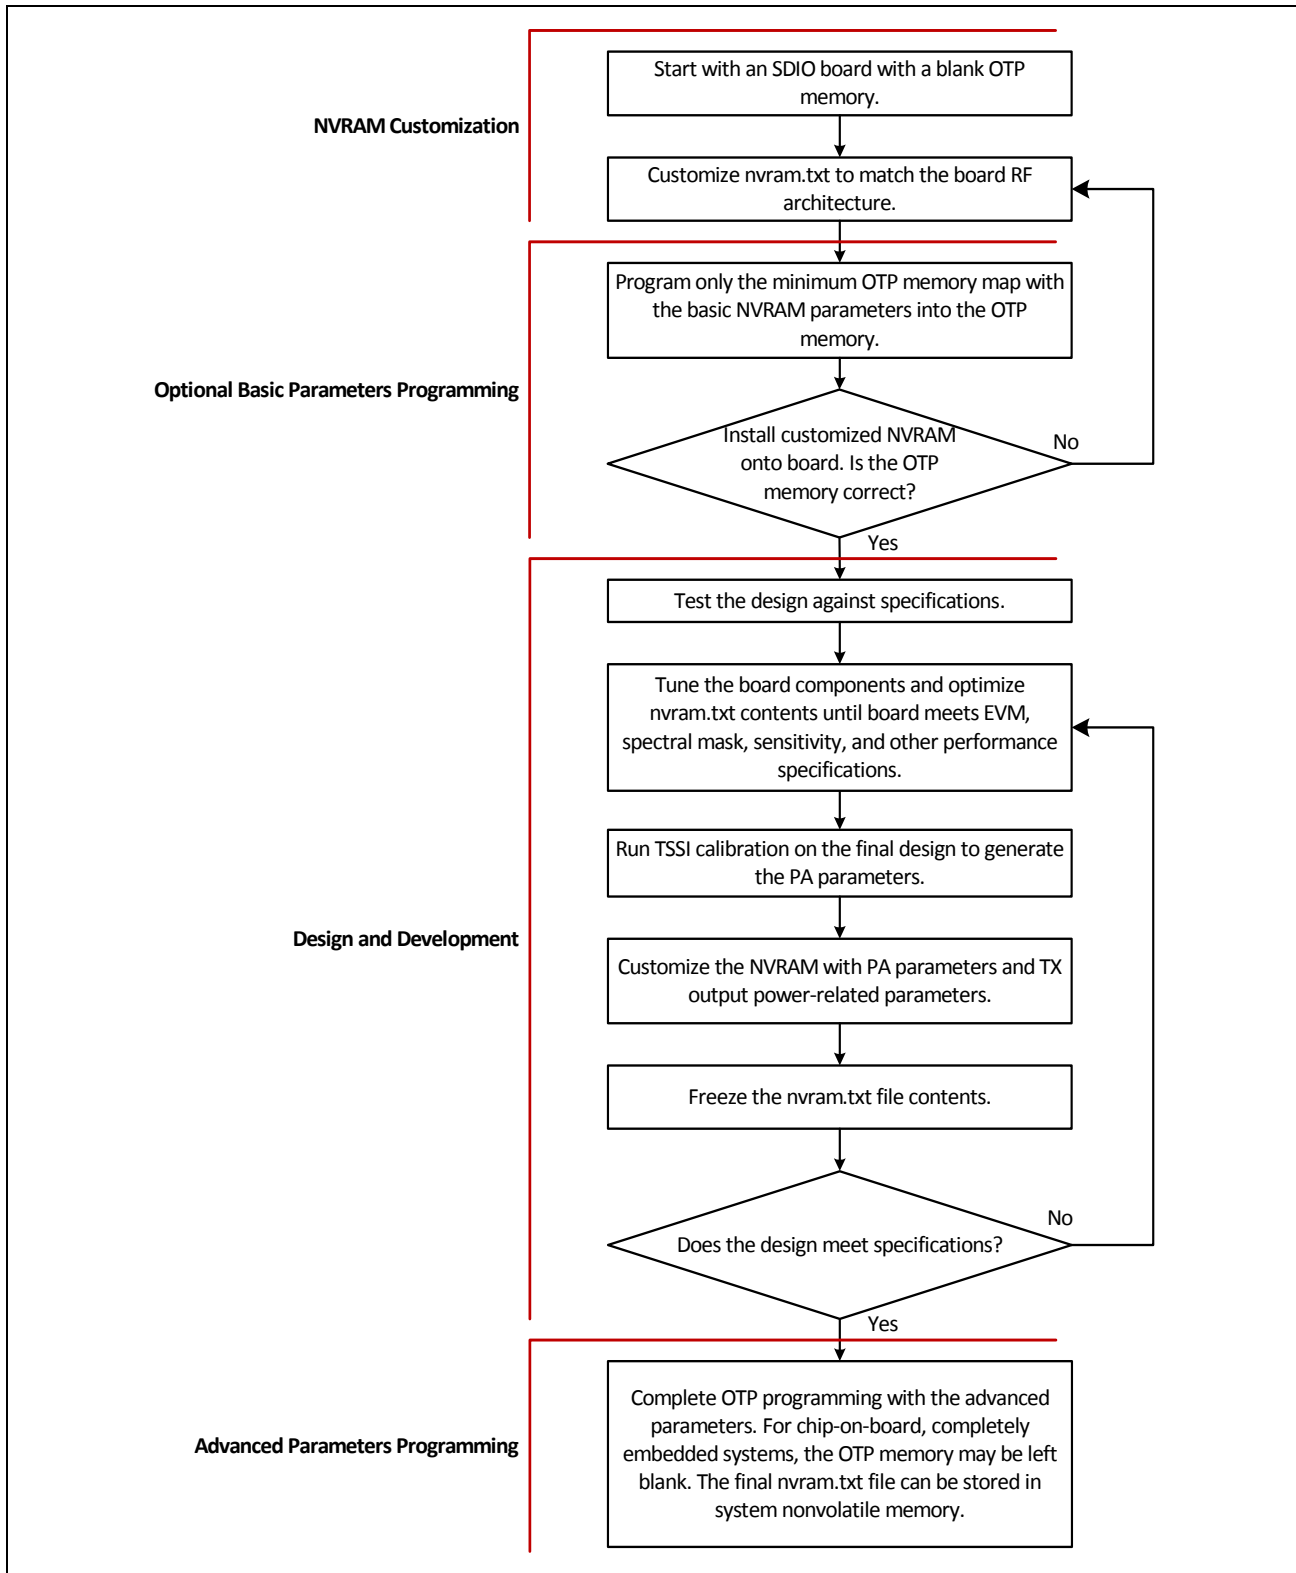 Start with an SDIO board with a blank OTP
memory.
NVRAM Customization
Customize nvram.txt to match the board RF
architecture.
Program only the minimum OTP memory map with
the basic NVRAM parameters into the OTP
memory.
Optional Basic Parameters Programming
Install customized NVRAM
onto board. Is the OTP
memory correct?
No
Yes
Test the design against specifications.
Tune the board components and optimize
nvram.txt contents until board meets EVM,
spectral mask, sensitivity, and other performance
specifications.
Run TSSI calibration on the final design to generate
the PA parameters.
Design and Development
Customize the NVRAM with PA parameters and TX
output power-related parameters.
Freeze the nvram.txt file contents.
Does the design meet specifications?
No
Yes
Complete OTP programming with the advanced
parameters. For chip-on-board, completely
embedded systems, the OTP memory may be left
blank. The final nvram.txt file can be stored in
system nonvolatile memory.
Advanced Parameters Programming